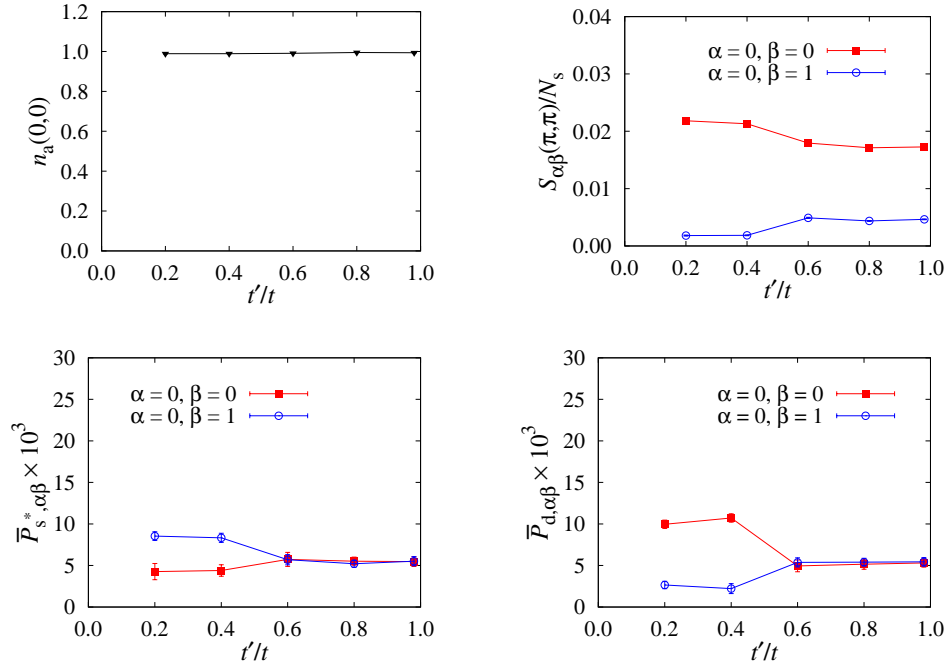 1.2
1.0
0.8
0.6
0.4
0.2
0.0
n_a(0,0)
0.0 0.2 0.4 0.6 0.8 1.0
t′/t
0.04
0.03
0.02
0.01
0.00
S_αβ(π,π)/N_s
α = 0, β = 0
α = 0, β = 1
0.0 0.2 0.4 0.6 0.8 1.0
t′/t
30
25
20
15
10
5
0
P̅_s*,αβ × 10³
α = 0, β = 0
α = 0, β = 1
0.0 0.2 0.4 0.6 0.8 1.0
t′/t
30
25
20
15
10
5
0
P̅_d,αβ × 10³
α = 0, β = 0
α = 0, β = 1
0.0 0.2 0.4 0.6 0.8 1.0
t′/t